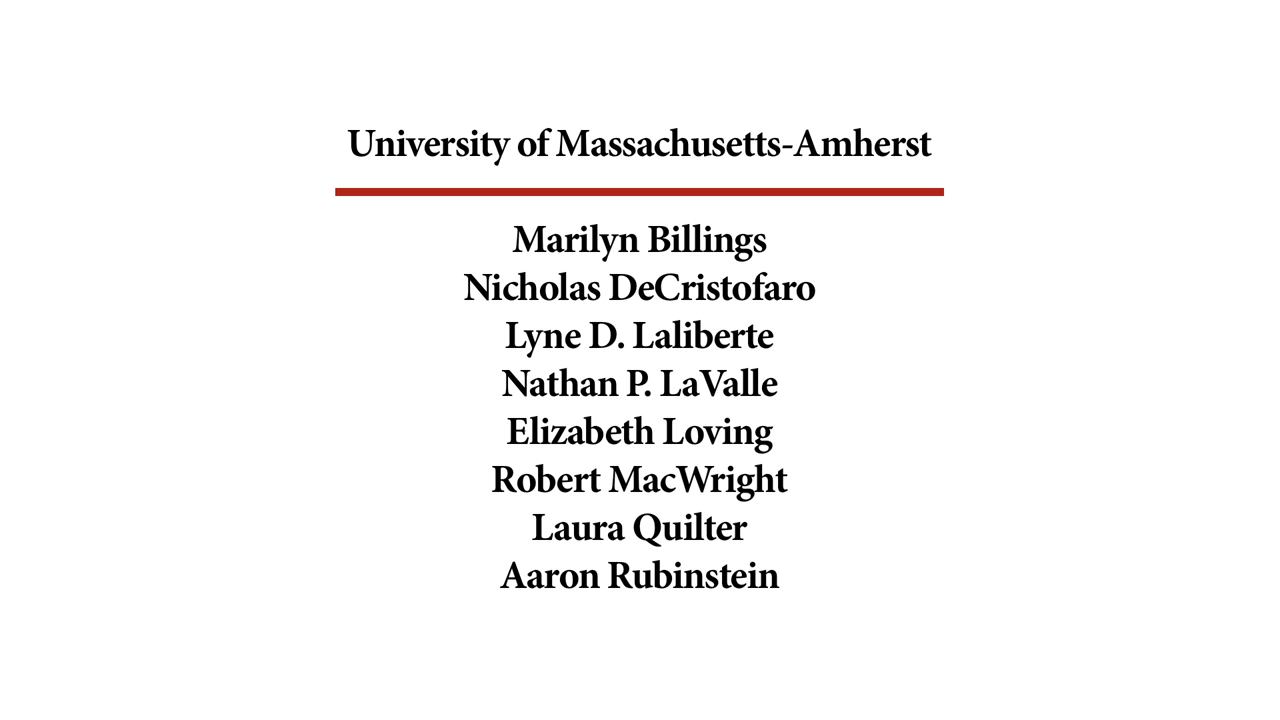 University of Massachusetts-Amherst
Marilyn Billings
Nicholas DeCristofaro
Lyne D. Laliberte
Nathan P. LaValle
Elizabeth Loving
Robert MacWright
Laura Quilter
Aaron Rubinstein